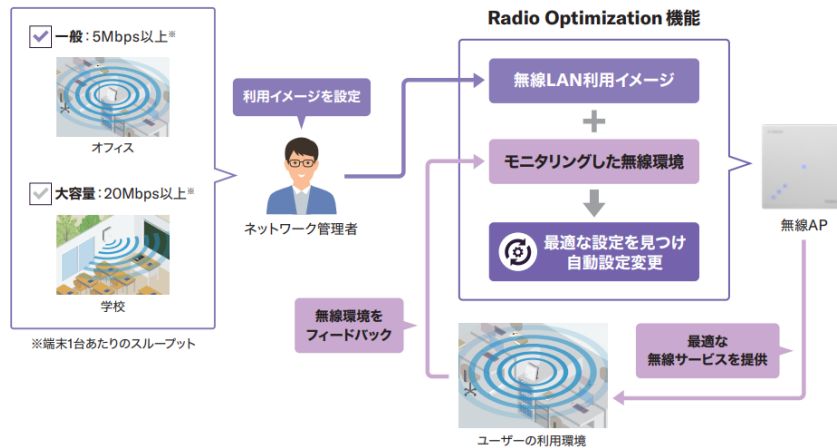 Radio Optimization 機能
一般：5Mbps以上※
オフィス
大容量：20Mbps以上※
学校
※端末1台あたりのスループット
利用イメージを設定
ネットワーク管理者
無線LAN利用イメージ
+
モニタリングした無線環境
最適な設定を見つけ
自動設定変更
無線AP
無線環境を
フィードバック
最適な
無線サービスを提供
ユーザーの利用環境